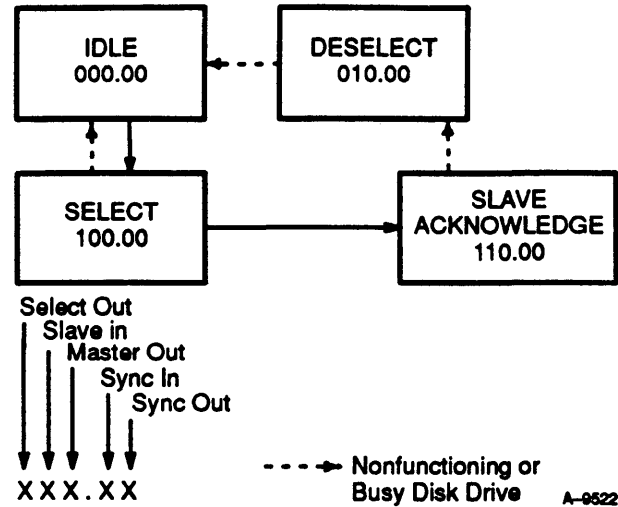 IDLE
000.00
DESELECT
010.00
SELECT
100.00
SLAVE
ACKNOWLEDGE
110.00
Select Out
Slave in
Master Out
Sync In
Sync Out
XXX.XX
Nonfunctioning or
Busy Disk Drive
A-9522